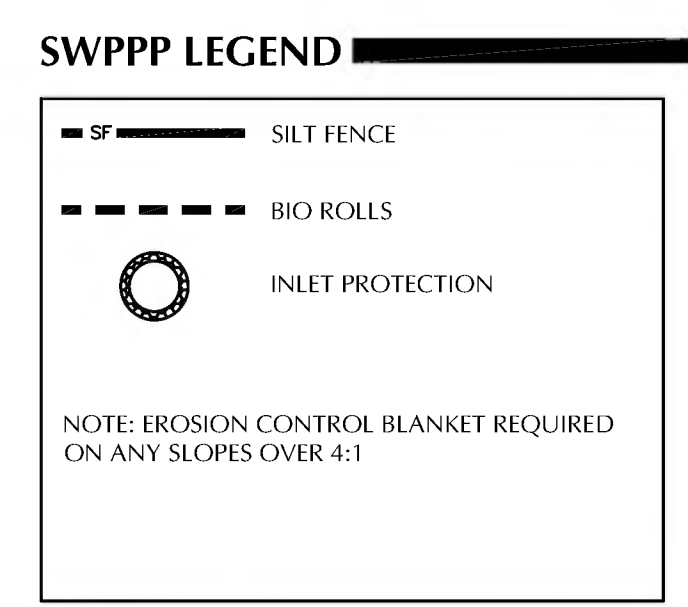 SWPPP LEGEND
SF SILT FENCE
BIO ROLLS
INLET PROTECTION
NOTE: EROSION CONTROL BLANKET REQUIRED
ON ANY SLOPES OVER 4:1